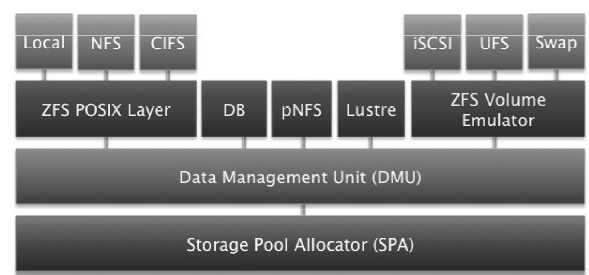 Local NFS CIFS iSCSI UFS Swap
ZFS POSIX Layer DB pNFS Lustre ZFS Volume
Emulator
Data Management Unit (DMU)
Storage Pool Allocator (SPA)